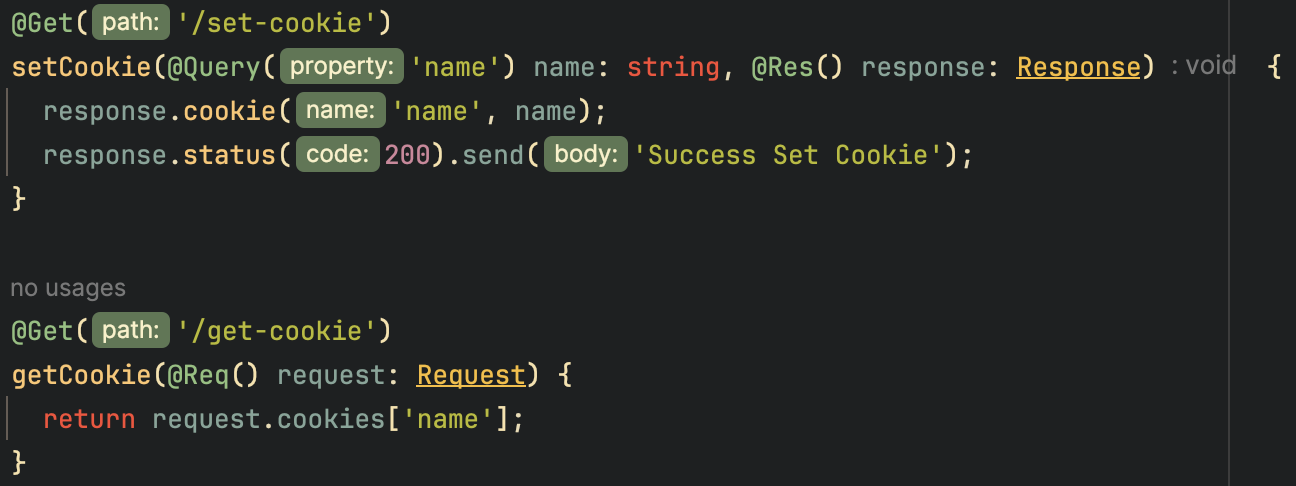 @Get( path: '/set-cookie')
setCookie(@Query( property: 'name') name: string, @Res() response: Response) : void {
response.cookie( name: 'name', name);
response.status( code: 200).send( body: 'Success Set Cookie');
}
no usages
@Get( path: '/get-cookie')
getCookie(@Req() request: Request) {
return request.cookies['name'];
}